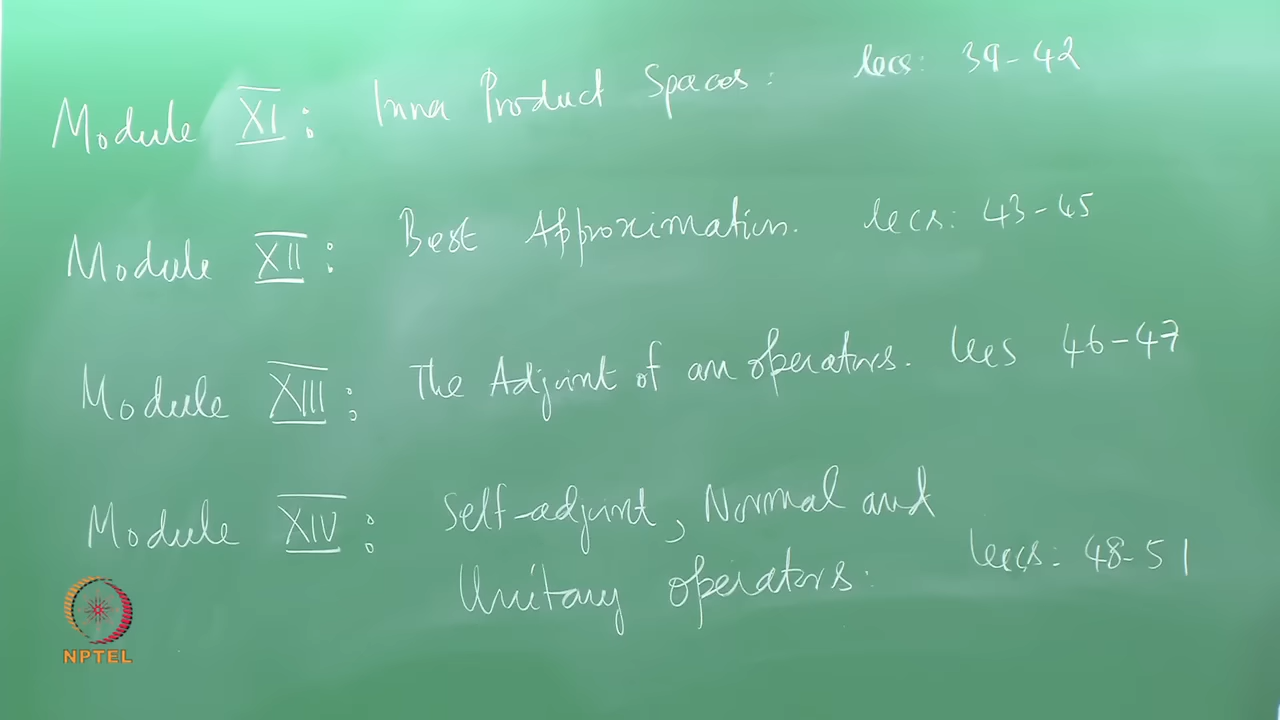 Module XI: Inner Product Spaces: lecs: 39-42
Module XII: Best Approximation. lecs: 43-45
Module XIII: The Adjoint of an operators. lecs 46-47
Module XIV: Self-adjoint, Normal and
Unitary operators: lecs: 48-51
NPTEL